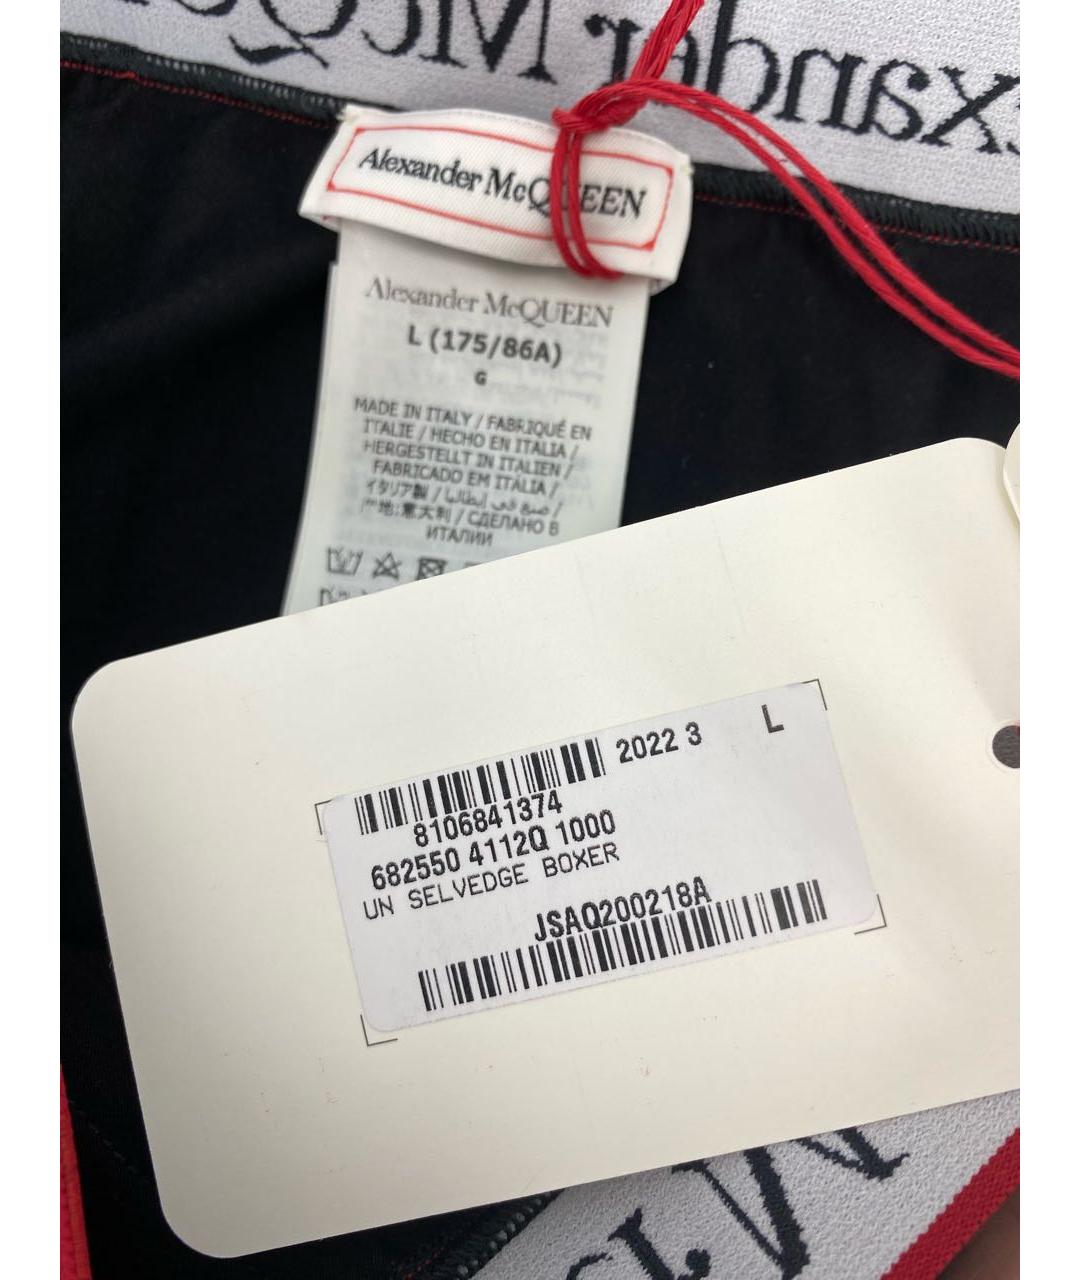 Alexander McQUEEN
Alexander McQUEEN
L (175/86A)
G
MADE IN ITALY / FABRIQUÉ EN
ITALIE / HECHO EN ITALIA /
HERGESTELLT IN ITALIEN /
FABRICADO EM ITÁLIA /
イタリア製 / صنع في إيطاليا /
产地:意大利 / СДЕЛАНО В
ИТАЛИИ
2022 3 L
8106841374
682550 4112Q 1000
UN SELVEDGE BOXER
JSAQ200218A